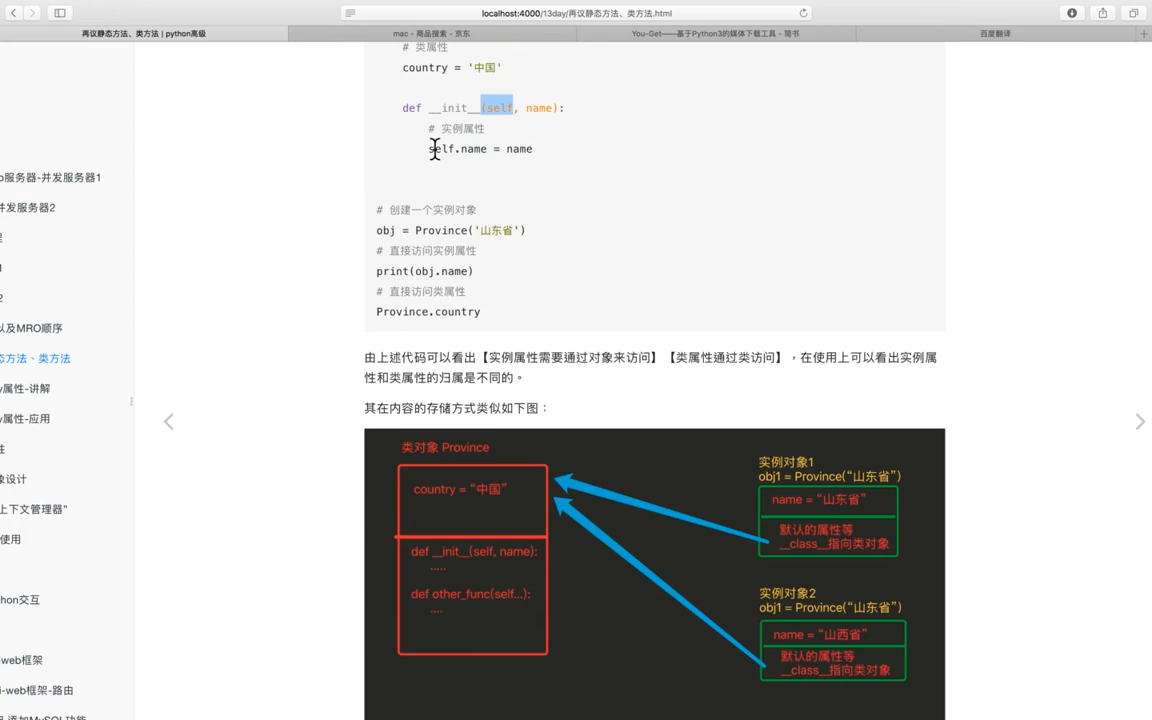 localhost:4000/13day/再议静态方法、类方法.html
再议静态方法、类方法 | python高级
mac - 商品搜索 - 京东
You-Get——基于Python3的媒体下载工具 - 简书
百度翻译
服务器-并发服务器1
并发服务器2
1
2
以及MRO顺序
态方法、类方法
y属性-讲解
y属性-应用
性
象设计
上下文管理器"
使用
hon交互
-web框架
i-web框架-路由
# 类属性
country = '中国'
def __init__(self, name):
# 实例属性
self.name = name
# 创建一个实例对象
obj = Province('山东省')
# 直接访问实例属性
print(obj.name)
# 直接访问类属性
Province.country
由上述代码可以看出【实例属性需要通过对象来访问】【类属性通过类访问】，在使用上可以看出实例属
性和类属性的归属是不同的。
其在内容的存储方式类似如下图：
类对象 Province
country = “中国”
def __init__(self, name):
.....
def other_func(self...):
....
实例对象1
obj1 = Province(“山东省”)
name = “山东省”
默认的属性等
__class__指向类对象
实例对象2
obj1 = Province(“山东省”)
name = “山西省”
默认的属性等
__class__指向类对象